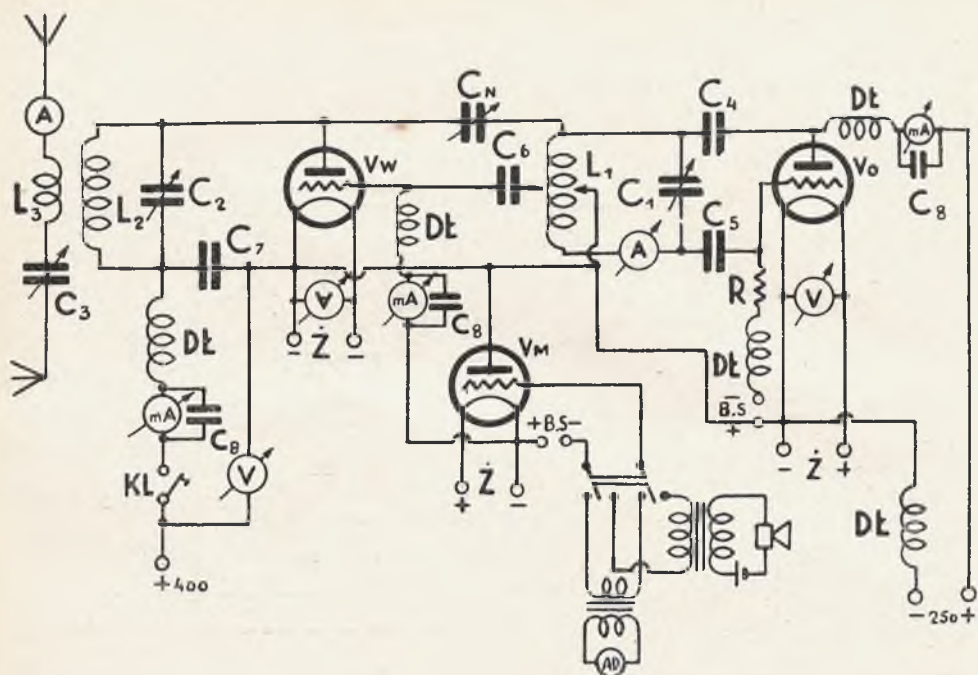 A
L₃
C₃
L₂
C₂
C₇
Dł
mA
C₈
KL
V
+400
V
- Ż -
Vw
CN
C₆
Dł
mA
C₈
VM
+ Ż -
+B.S-
AD
L₁
A
C₁
C₄
C₅
R
Dł
-
B.S
+
Vo
V
- Ż +
Dł
mA
C₈
Dł
-250+